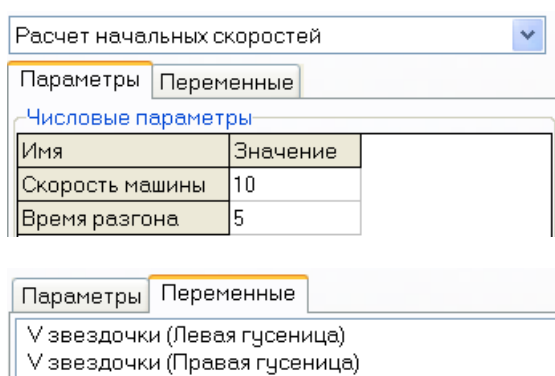 Расчет начальных скоростей
Параметры Переменные
Числовые параметры
Имя Значение
Скорость машины 10
Время разгона 5
Параметры Переменные
V звездочки (Левая гусеница)
V звездочки (Правая гусеница)